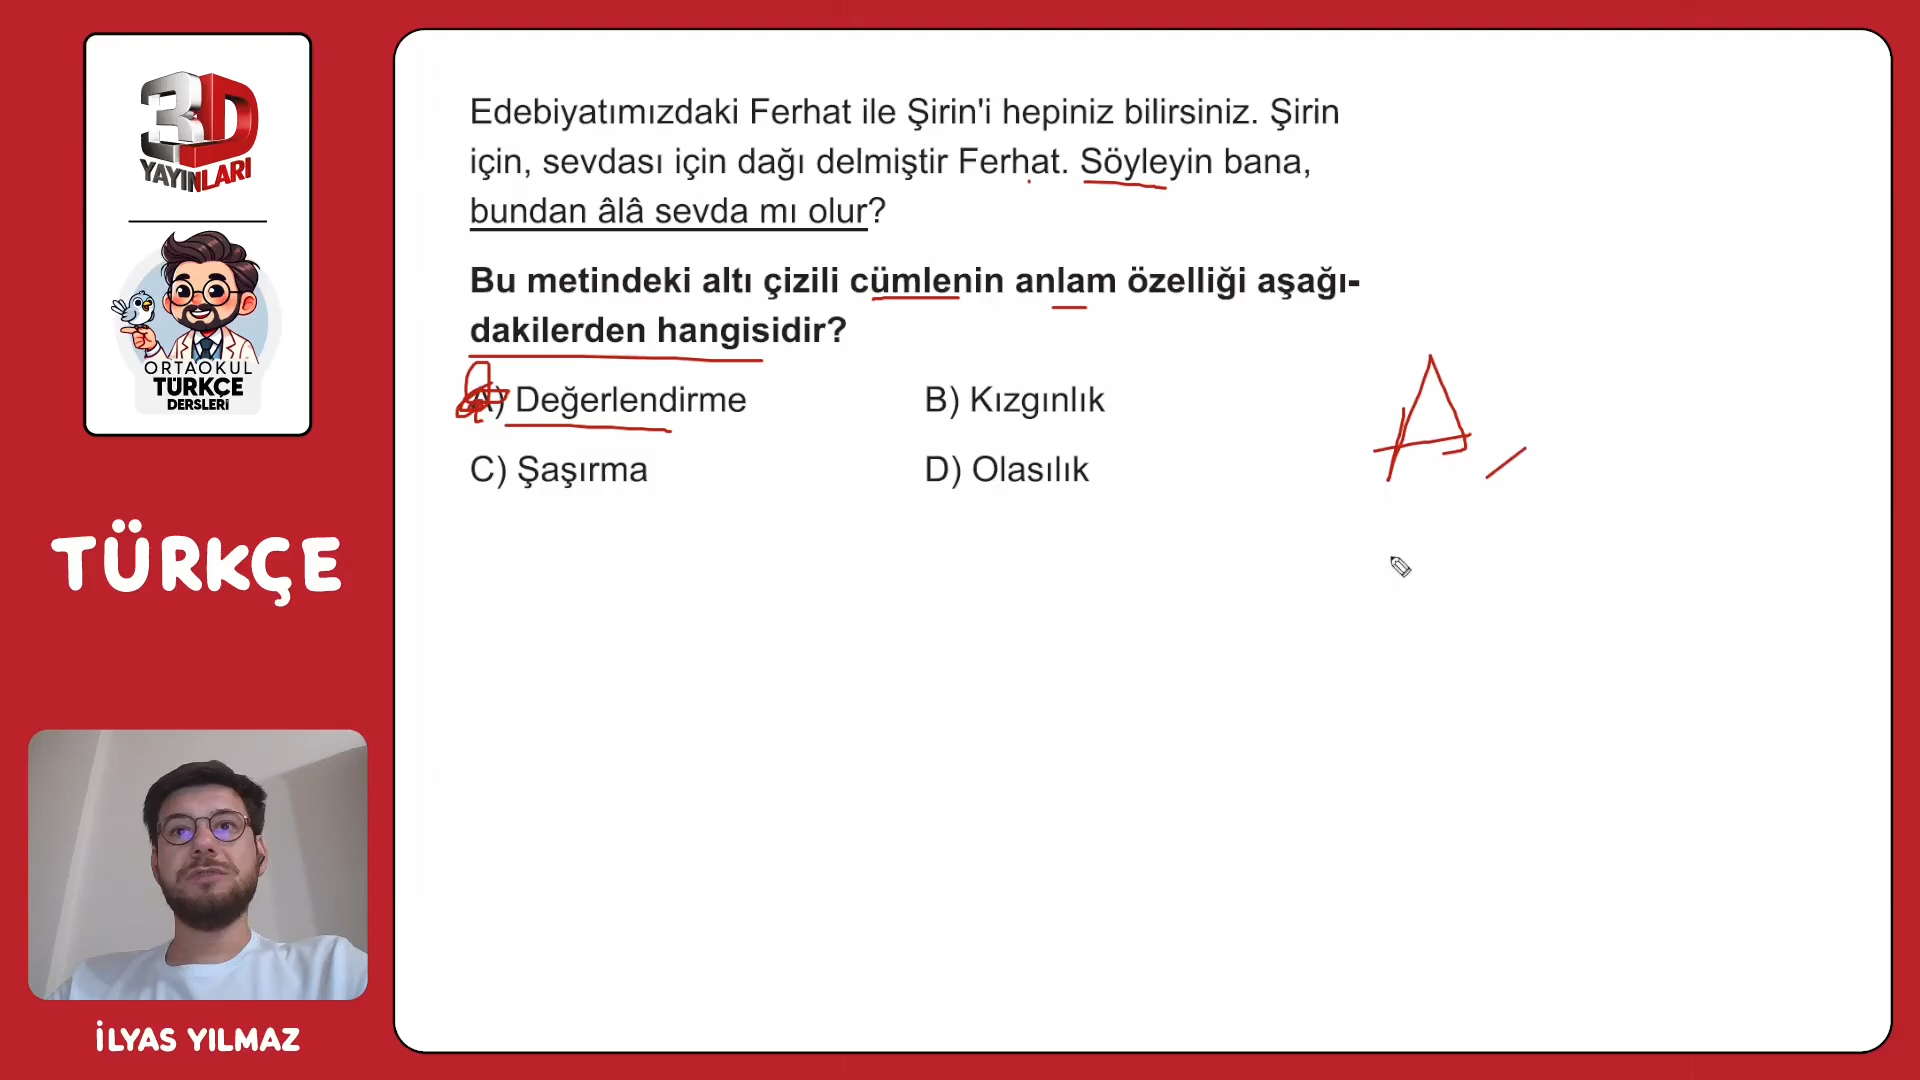 3D
YAYINLARI
ORTAOKUL
TÜRKÇE
DERSLERİ
TÜRKÇE
İLYAS YILMAZ
Edebiyatımızdaki Ferhat ile Şirin'i hepiniz bilirsiniz. Şirin
için, sevdası için dağı delmiştir Ferhat. Söyleyin bana,
bundan âlâ sevda mı olur?
Bu metindeki altı çizili cümlenin anlam özelliği aşağı-
dakilerden hangisidir?
A) Değerlendirme B) Kızgınlık
C) Şaşırma D) Olasılık
A